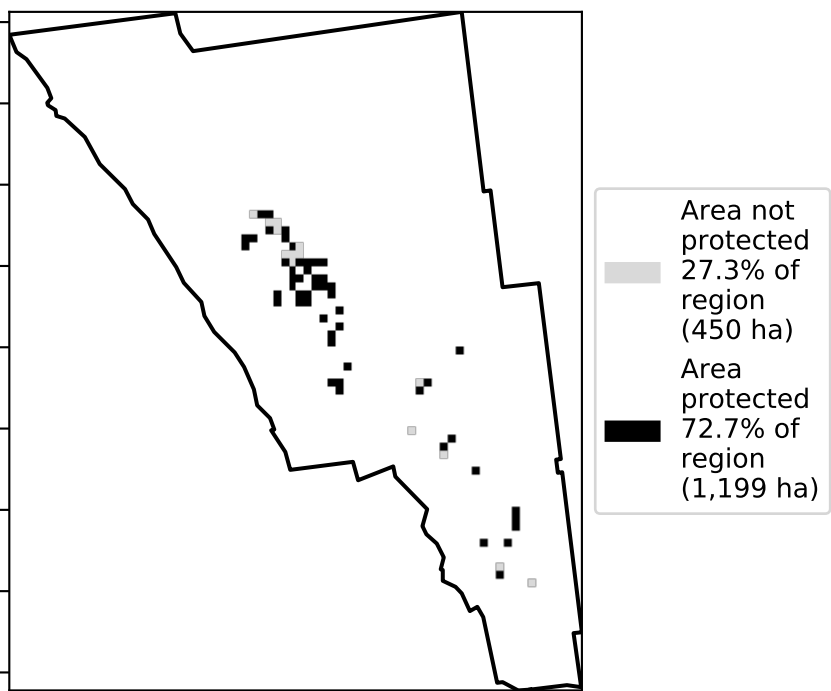 Area not
protected
27.3% of
region
(450 ha)
Area
protected
72.7% of
region
(1,199 ha)